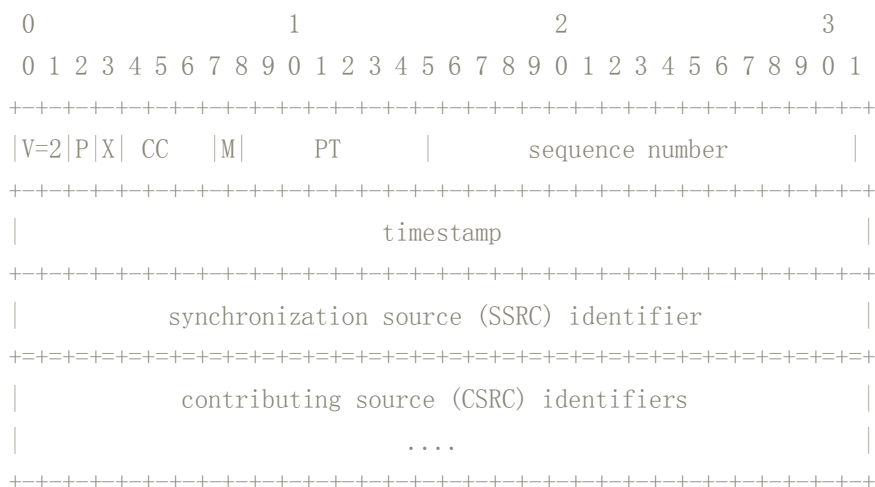 0                   1                   2                   3
0 1 2 3 4 5 6 7 8 9 0 1 2 3 4 5 6 7 8 9 0 1 2 3 4 5 6 7 8 9 0 1
+-+-+-+-+-+-+-+-+-+-+-+-+-+-+-+-+-+-+-+-+-+-+-+-+-+-+-+-+-+-+-+-+
|V=2|P|X| CC   |M|     PT      |       sequence number         |
+-+-+-+-+-+-+-+-+-+-+-+-+-+-+-+-+-+-+-+-+-+-+-+-+-+-+-+-+-+-+-+-+
|                           timestamp                           |
+-+-+-+-+-+-+-+-+-+-+-+-+-+-+-+-+-+-+-+-+-+-+-+-+-+-+-+-+-+-+-+-+
|           synchronization source (SSRC) identifier            |
+=+=+=+=+=+=+=+=+=+=+=+=+=+=+=+=+=+=+=+=+=+=+=+=+=+=+=+=+=+=+=+=+
|            contributing source (CSRC) identifiers             |
|                             ....                              |
+-+-+-+-+-+-+-+-+-+-+-+-+-+-+-+-+-+-+-+-+-+-+-+-+-+-+-+-+-+-+-+-+